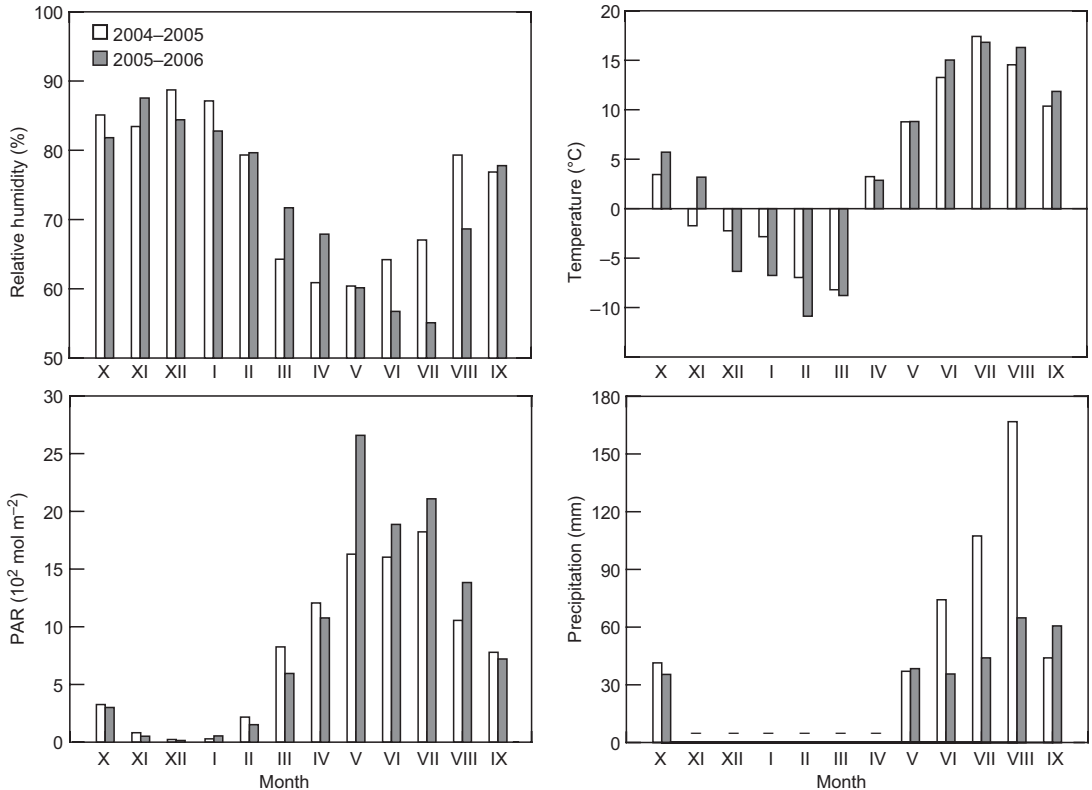 100
90
80
70
60
50
Relative humidity (%)
2004–2005
2005–2006
X XI XII I II III IV V VI VII VIII IX
20
15
10
5
0
–5
–10
Temperature (°C)
X XI XII I II III IV V VI VII VIII IX
30
25
20
15
10
5
0
PAR (10² mol m⁻²)
X XI XII I II III IV V VI VII VIII IX
Month
180
150
120
90
60
30
0
Precipitation (mm)
– – – – – –
X XI XII I II III IV V VI VII VIII IX
Month